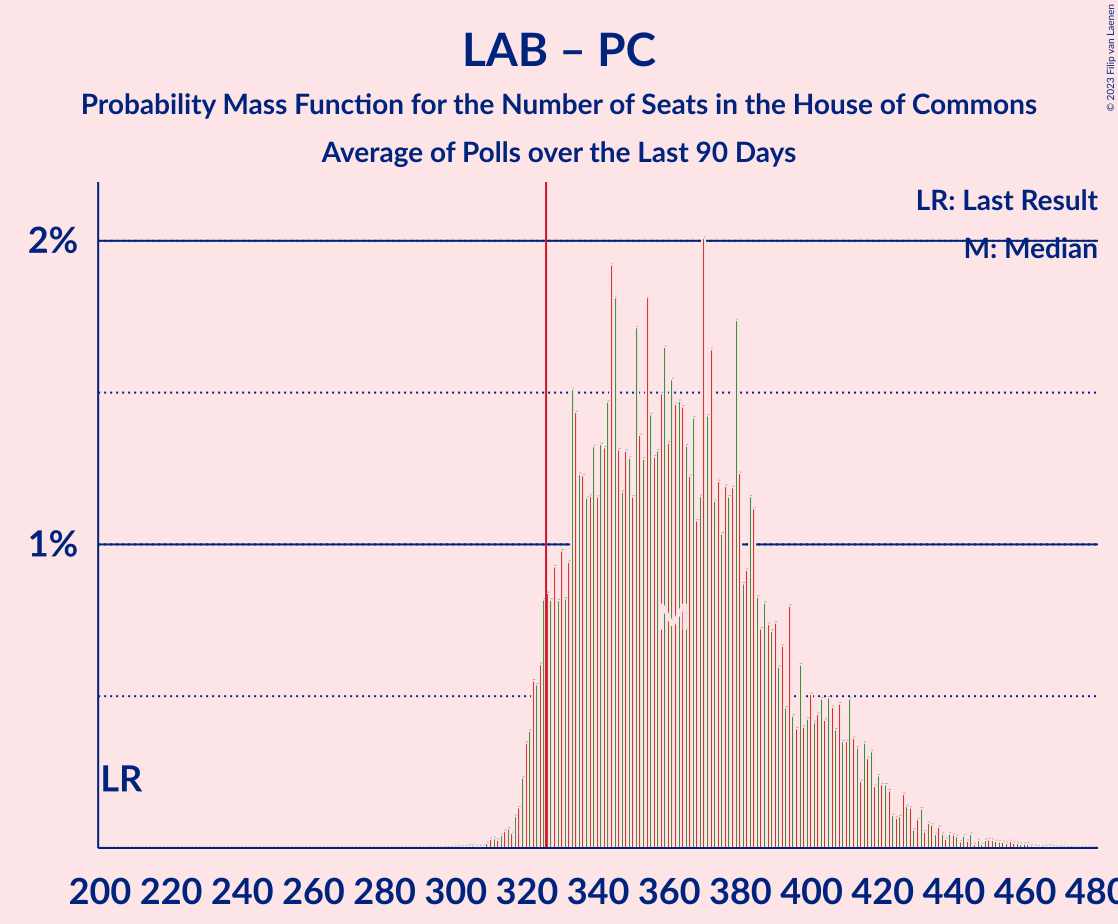 LAB – PC
Probability Mass Function for the Number of Seats in the House of Commons
Average of Polls over the Last 90 Days
© 2023 Filip van Laenen
LR: Last Result
M: Median
2%
1%
M
LR
200 220 240 260 280 300 320 340 360 380 400 420 440 460 480